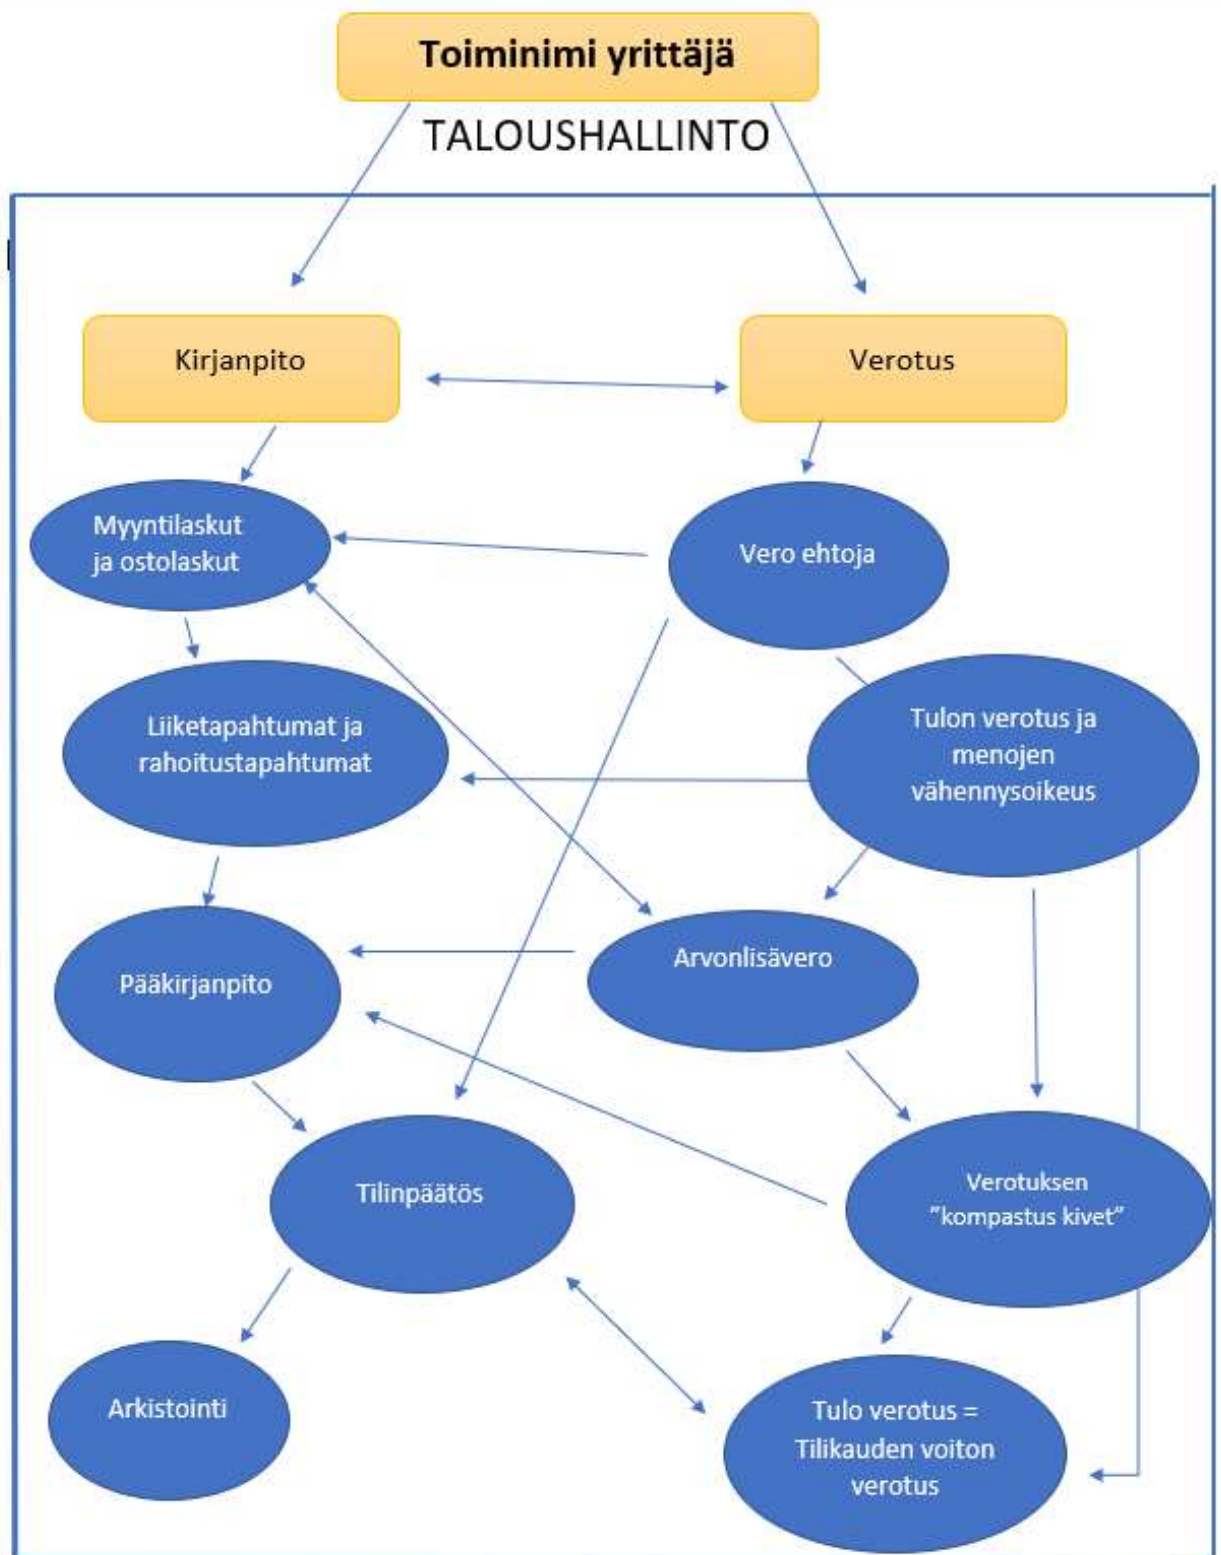 Toiminimi yrittäjä
TALOUSHALLINTO
Kirjanpito
Verotus
Myyntilaskut
ja ostolaskut
Vero ehtoja
Liiketapahtumat ja
rahoitustapahtumat
Tulon verotus ja
menojen
vähennysoikeus
Pääkirjanpito
Arvonlisävero
Tilinpäätös
Verotuksen
”kompastus kivet”
Arkistointi
Tulo verotus =
Tilikauden voiton
verotus